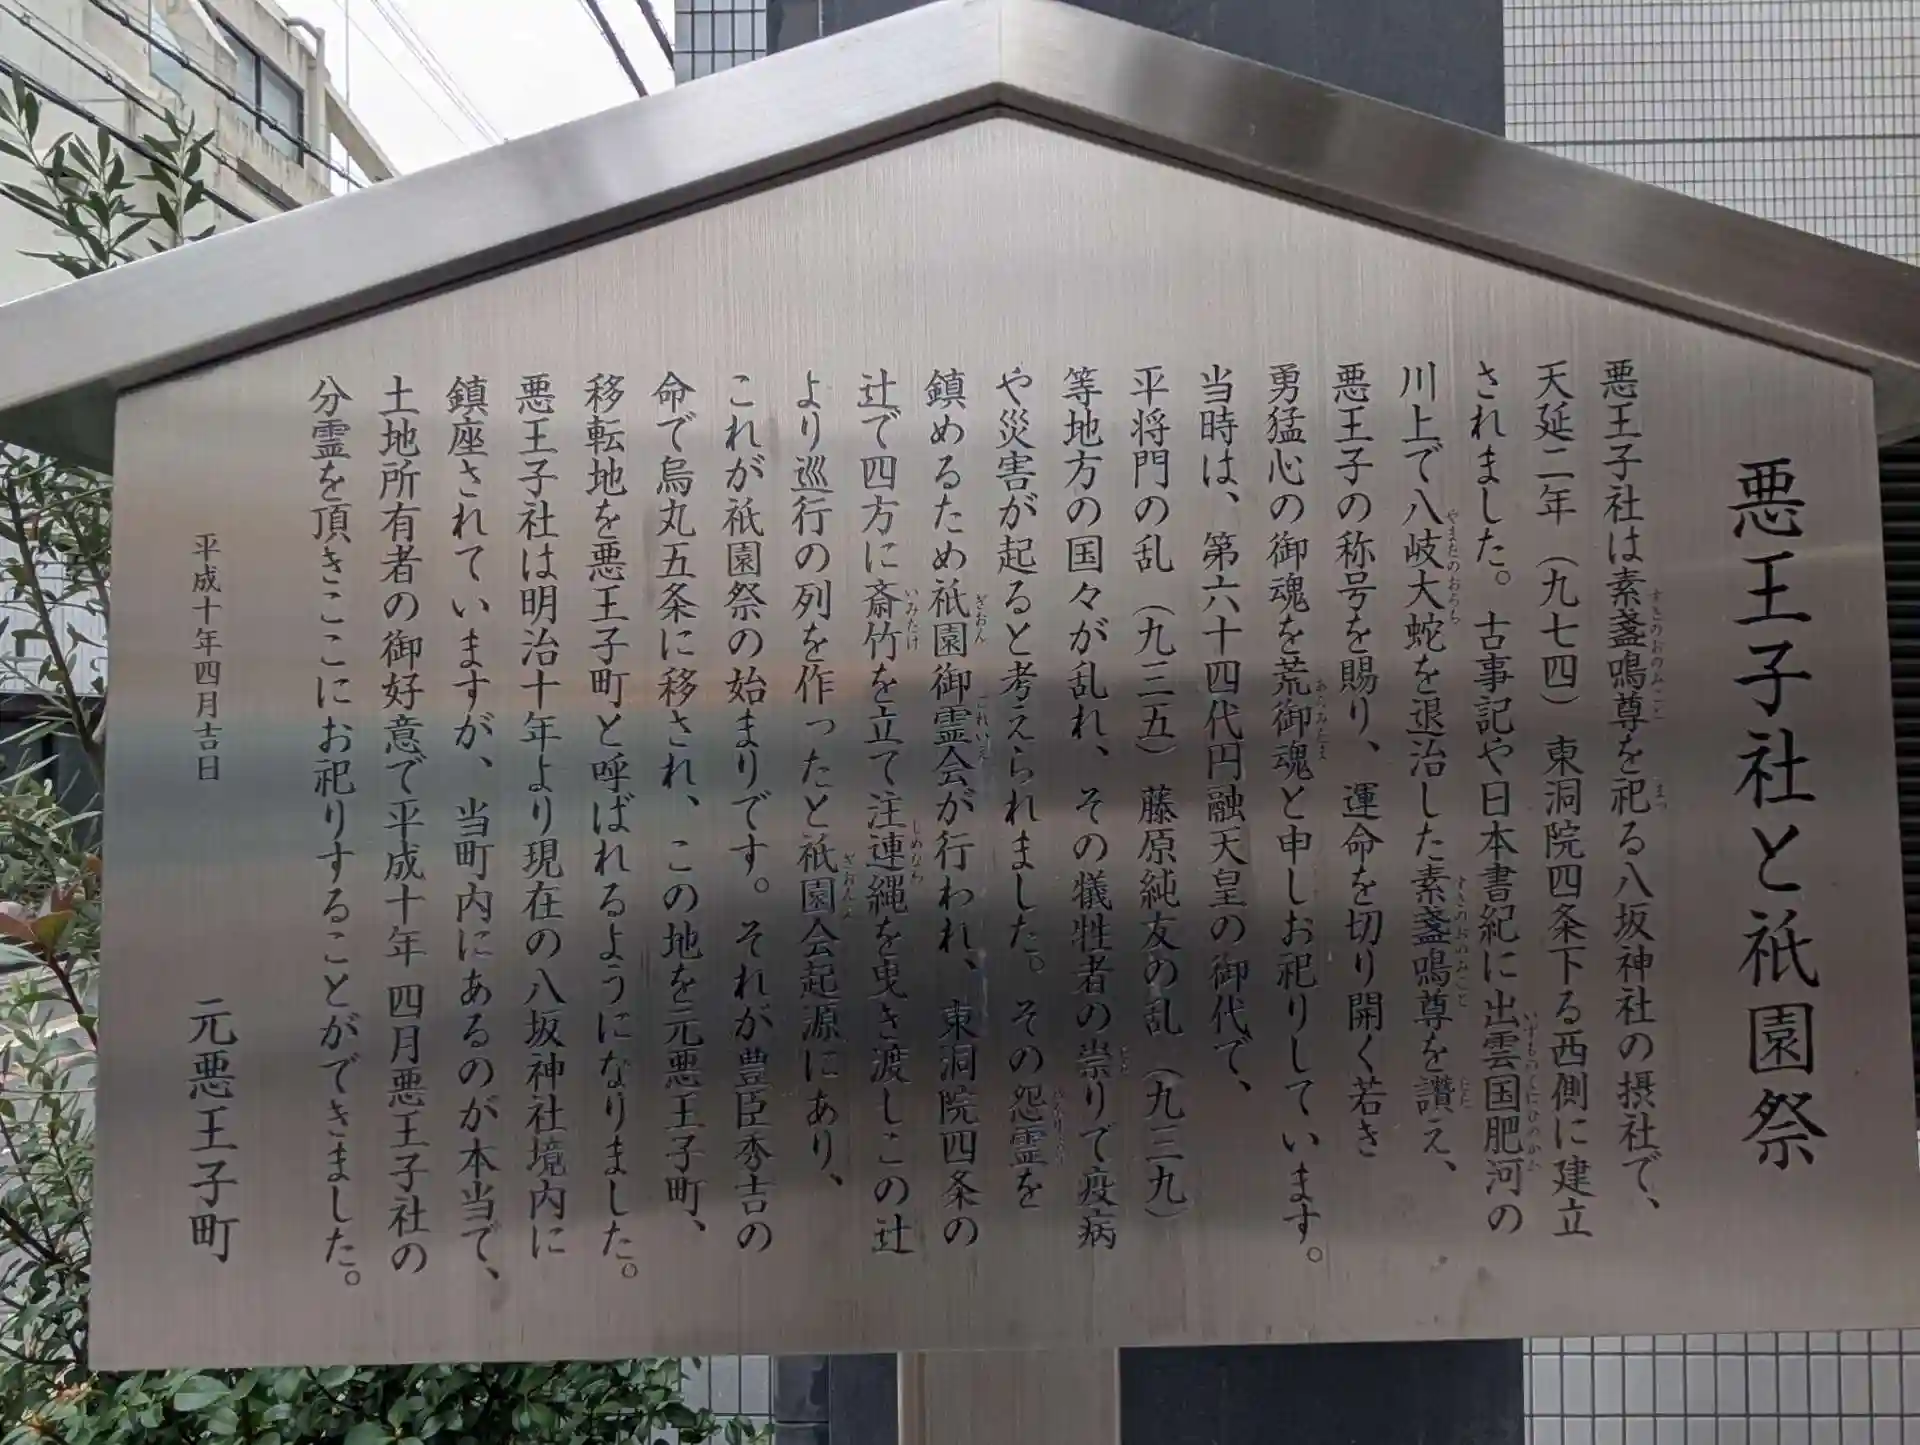 悪王子社と祇園祭
悪王子社は素盞鳴尊を祀る八坂神社の摂社で、
天延二年（九七四）東洞院四条下る西側に建立
されました。古事記や日本書紀に出雲国肥河の
川上で八岐大蛇を退治した素盞鳴尊を讃え、
悪王子の称号を賜り、運命を切り開く若き
勇猛心の御魂を荒御魂と申しお祀りしています。
当時は、第六十四代円融天皇の御代で、
平将門の乱（九三五）藤原純友の乱（九三九）
等地方の国々が乱れ、その犠牲者の祟りで疫病
や災害が起ると考えられました。その怨霊を
鎮めるため祇園御霊会が行われ、東洞院四条の
辻で四方に斎竹を立て注連縄を曳き渡しこの辻
より巡行の列を作ったと祇園会起源にあり、
これが祇園祭の始まりです。それが豊臣秀吉の
命で烏丸五条に移され、この地を元悪王子町、
移転地を悪王子町と呼ばれるようになりました。
悪王子社は明治十年より現在の八坂神社境内に
鎮座されていますが、当町内にあるのが本当で、
土地所有者の御好意で平成十年四月悪王子社の
分霊を頂きここにお祀りすることができました。
平成十年四月吉日
元悪王子町